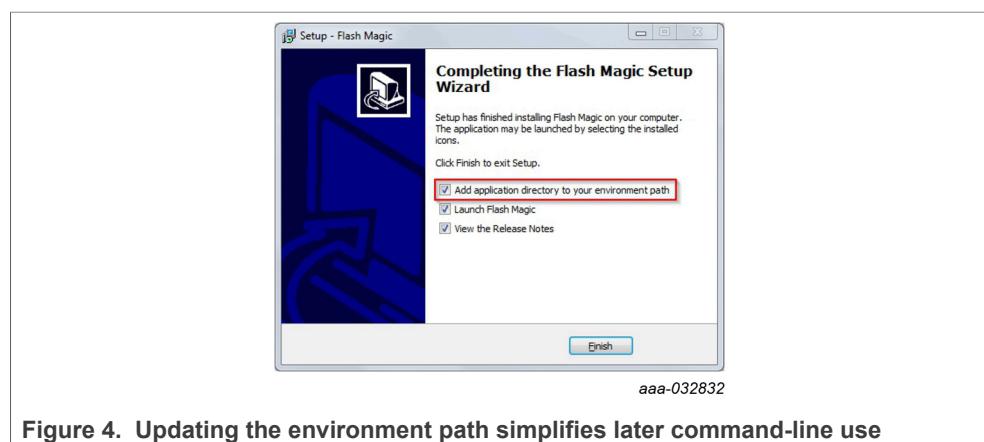 Setup - Flash Magic
Completing the Flash Magic Setup
Wizard
Setup has finished installing Flash Magic on your computer.
The application may be launched by selecting the installed
icons.
Click Finish to exit Setup.
Add application directory to your environment path
Launch Flash Magic
View the Release Notes
Finish
aaa-032832
Figure 4. Updating the environment path simplifies later command-line use